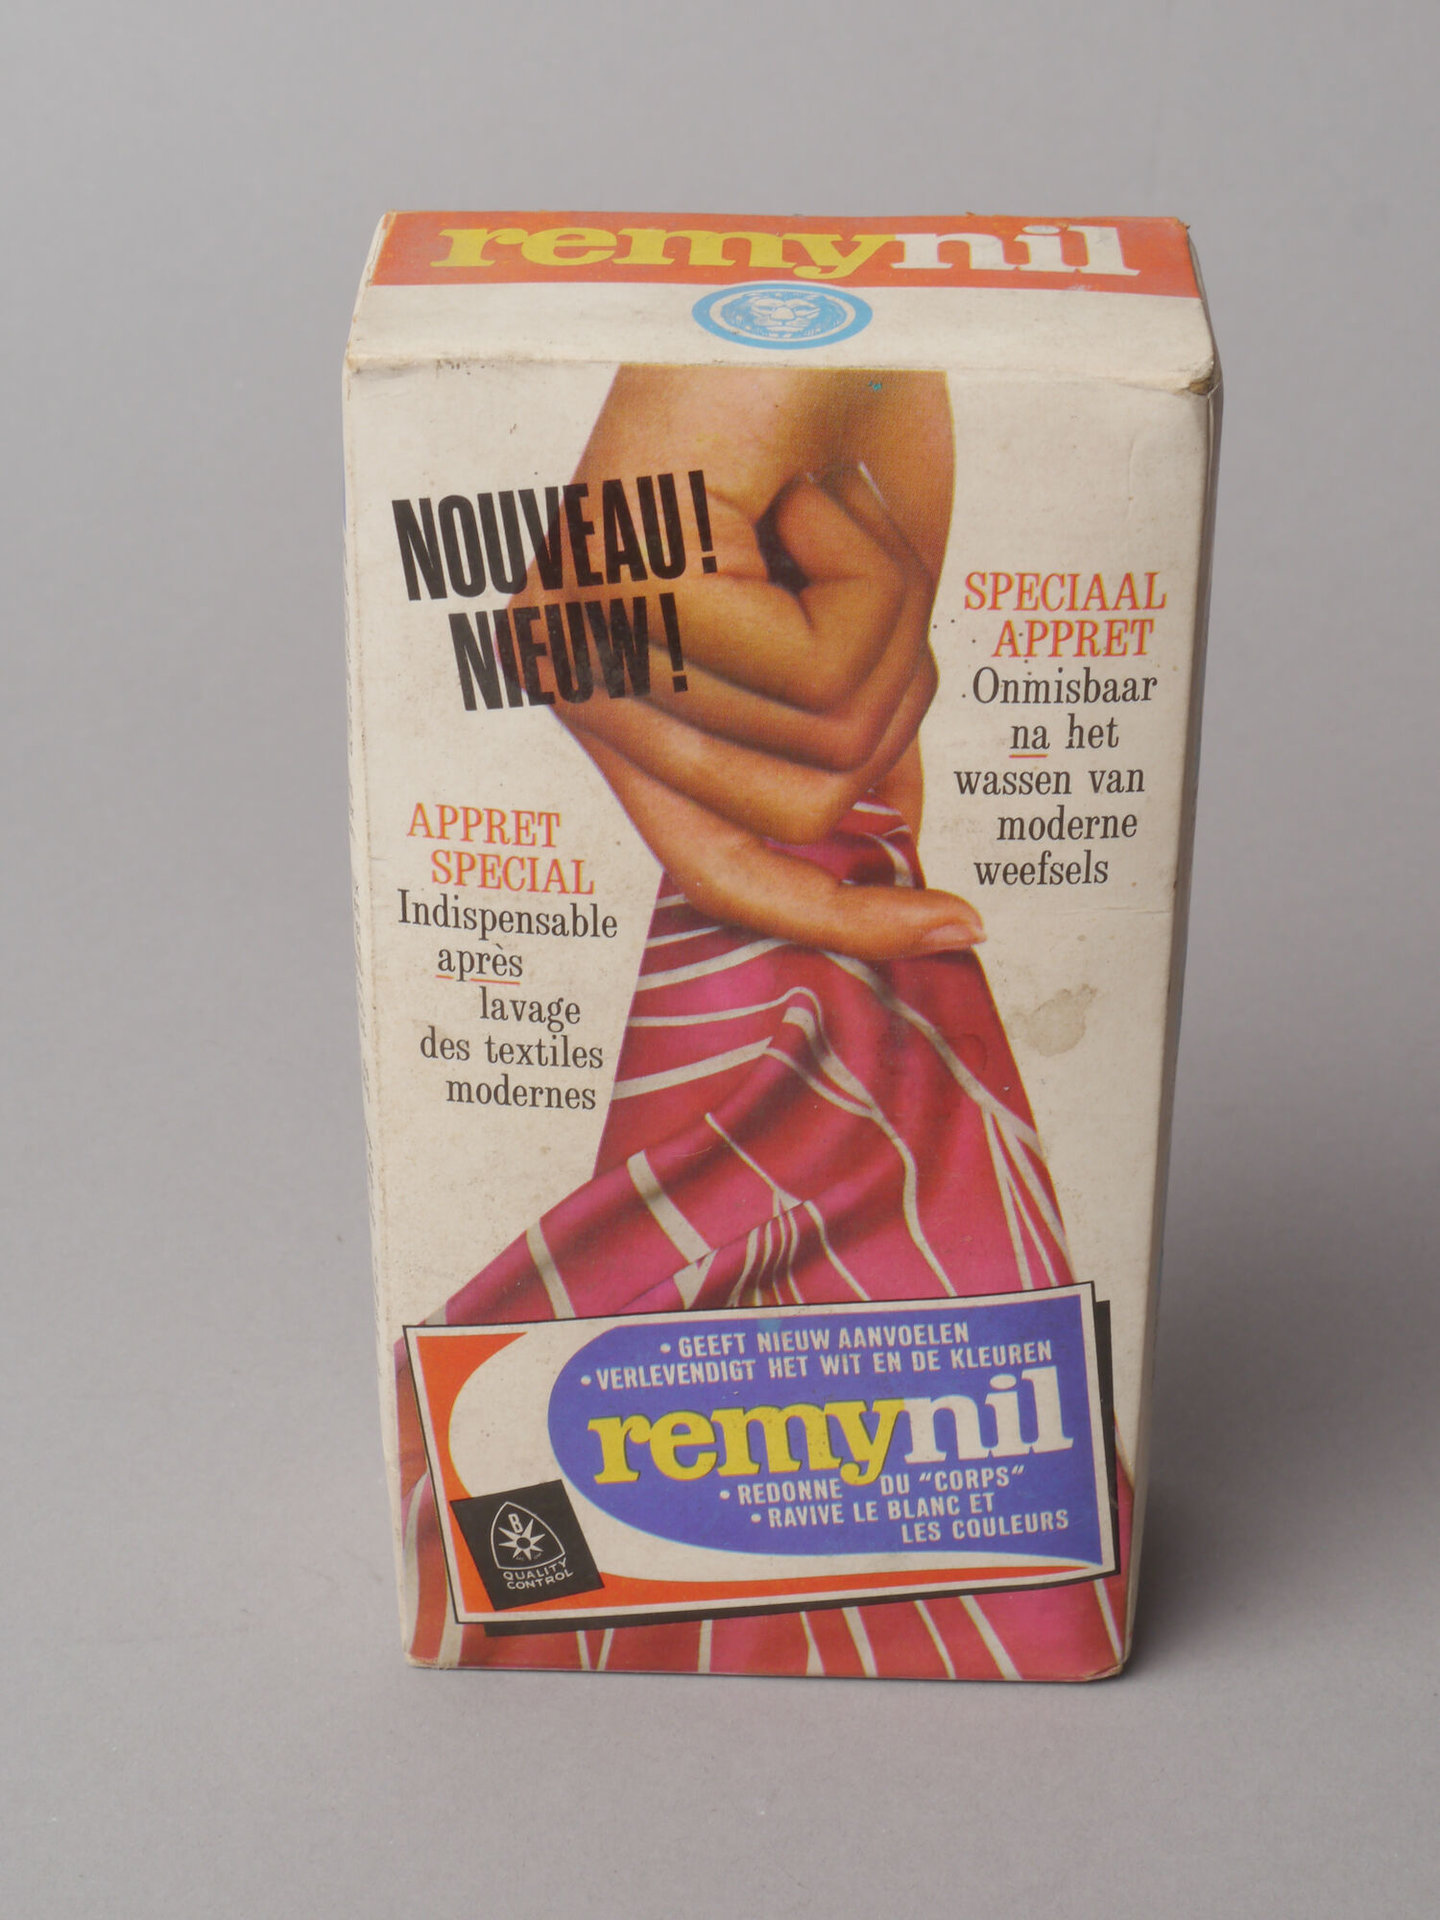 remynil
NOUVEAU!
NIEUW!
SPECIAAL
APPRET
Onmisbaar
na het
wassen van
moderne
weefsels
APPRET
SPECIAL
Indispensable
après
lavage
des textiles
modernes
• GEEFT NIEUW AANVOELEN
• VERLEVENDIGT HET WIT EN DE KLEUREN
remynil
• REDONNE DU "CORPS"
• RAVIVE LE BLANC ET
LES COULEURS
B
QUALITY
CONTROL